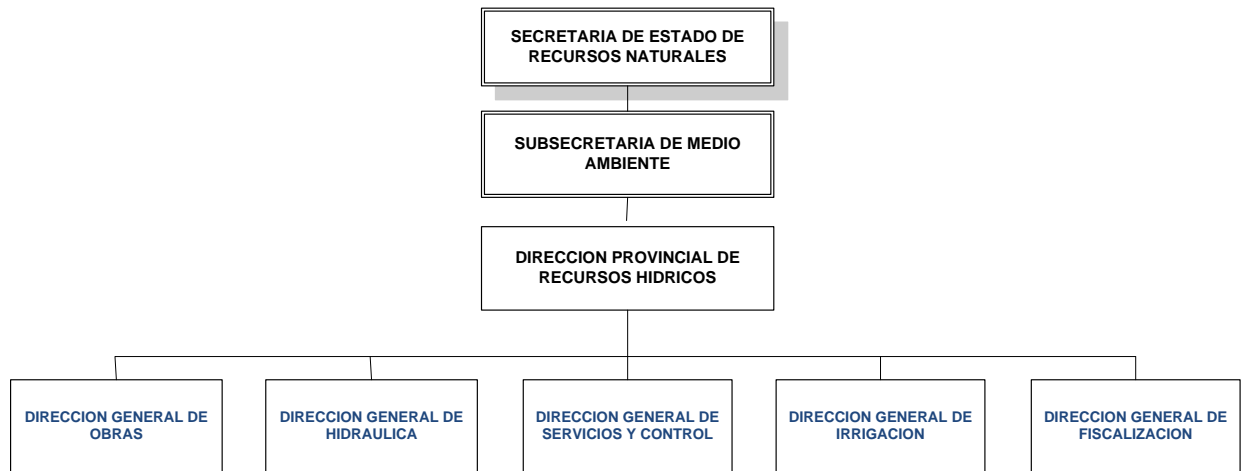 SECRETARIA DE ESTADO DE
RECURSOS NATURALES
SUBSECRETARIA DE MEDIO
AMBIENTE
DIRECCION PROVINCIAL DE
RECURSOS HIDRICOS
DIRECCION GENERAL DE
OBRAS
DIRECCION GENERAL DE
HIDRAULICA
DIRECCION GENERAL DE
SERVICIOS Y CONTROL
DIRECCION GENERAL DE
IRRIGACION
DIRECCION GENERAL DE
FISCALIZACION